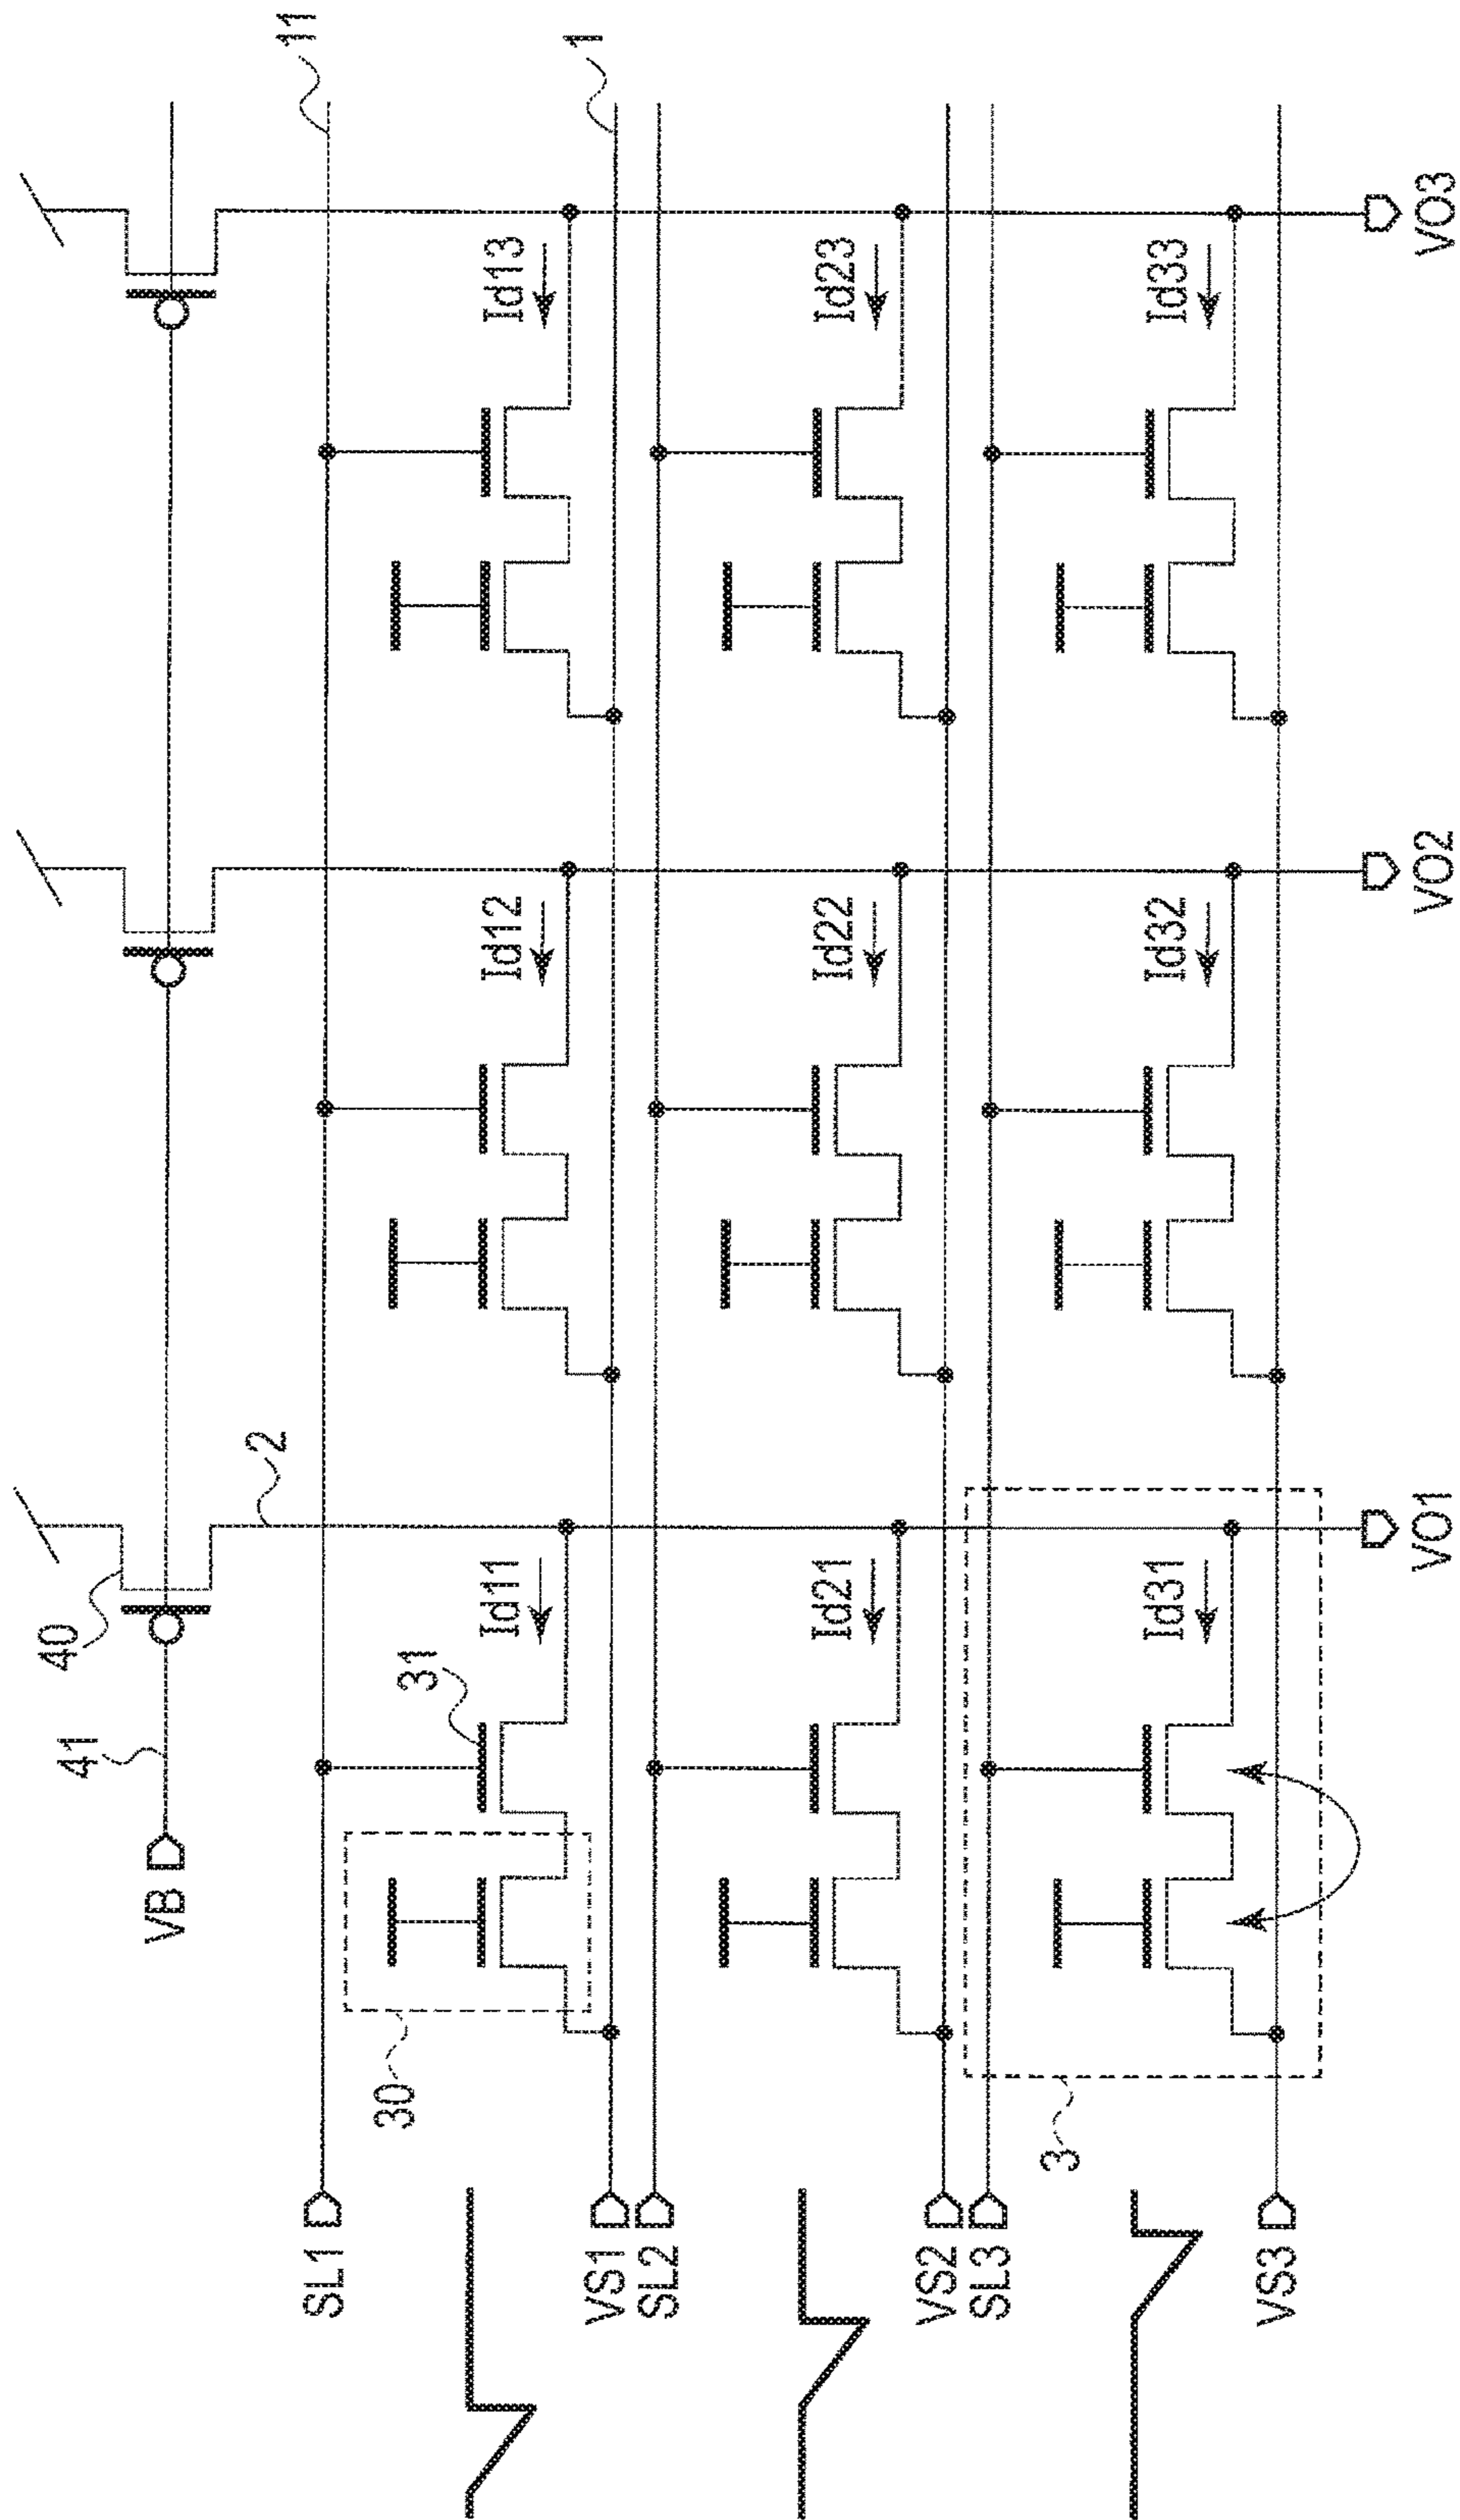 VB
41
40
2
11
1
SL1
30
31
Id11
Id12
Id13
VS1
SL2
Id21
Id22
Id23
VS2
SL3
Id31
Id32
Id33
3
VS3
VO1
VO2
VO3